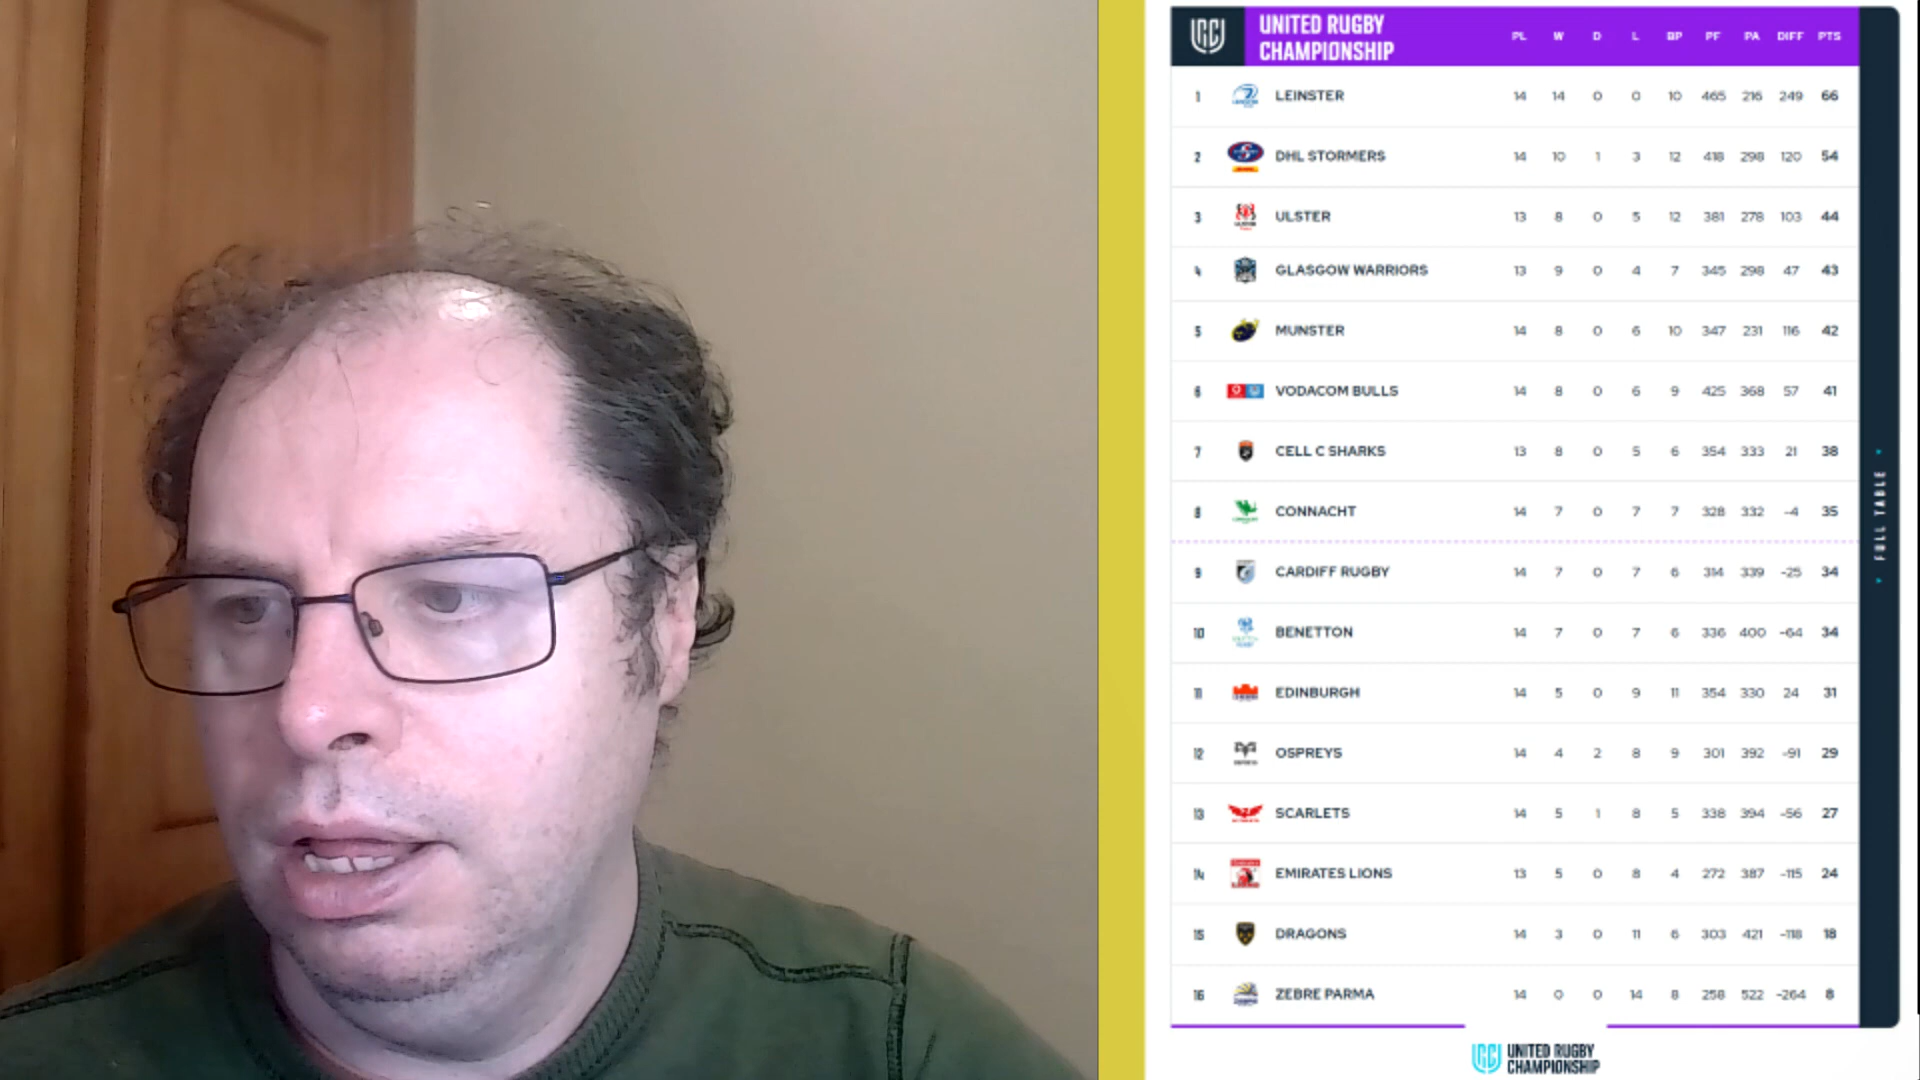 UNITED RUGBY
CHAMPIONSHIP
PL W D L BP PF PA DIFF PTS
1 LEINSTER 14 14 0 0 10 465 216 249 66
2 DHL STORMERS 14 10 1 3 12 418 298 120 54
3 ULSTER 13 8 0 5 12 381 278 103 44
4 GLASGOW WARRIORS 13 9 0 4 7 345 298 47 43
5 MUNSTER 14 8 0 6 10 347 231 116 42
6 VODACOM BULLS 14 8 0 6 9 425 368 57 41
7 CELL C SHARKS 13 8 0 5 6 354 333 21 38
8 CONNACHT 14 7 0 7 7 328 332 -4 35
9 CARDIFF RUGBY 14 7 0 7 6 314 339 -25 34
10 BENETTON 14 7 0 7 6 336 400 -64 34
11 EDINBURGH 14 5 0 9 11 354 330 24 31
12 OSPREYS 14 4 2 8 9 301 392 -91 29
13 SCARLETS 14 5 1 8 5 338 394 -56 27
14 EMIRATES LIONS 13 5 0 8 4 272 387 -115 24
15 DRAGONS 14 3 0 11 6 303 421 -118 18
16 ZEBRE PARMA 14 0 0 14 8 258 522 -264 8
FULL TABLE
UNITED RUGBY
CHAMPIONSHIP